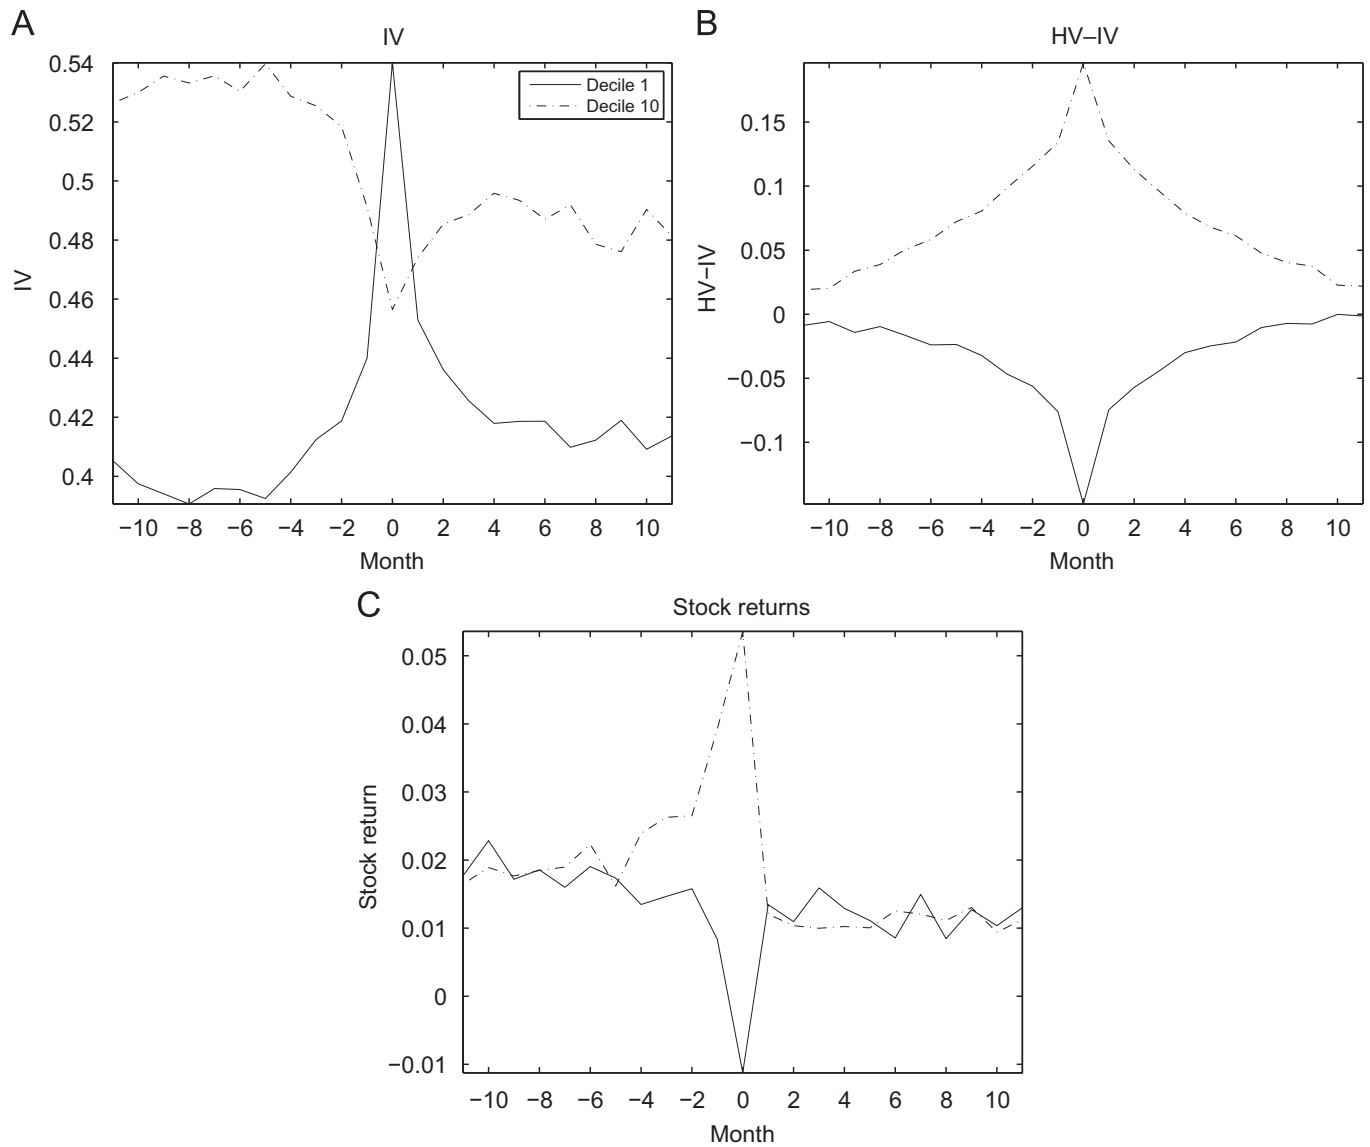 A
IV
0.54
0.52
0.5
0.48
0.46
0.44
0.42
0.4
IV
Decile 1
Decile 10
−10 −8 −6 −4 −2 0 2 4 6 8 10
Month
B
HV–IV
0.15
0.1
0.05
0
−0.05
−0.1
HV−IV
−10 −8 −6 −4 −2 0 2 4 6 8 10
Month
C
Stock returns
0.05
0.04
0.03
0.02
0.01
0
−0.01
Stock return
−10 −8 −6 −4 −2 0 2 4 6 8 10
Month